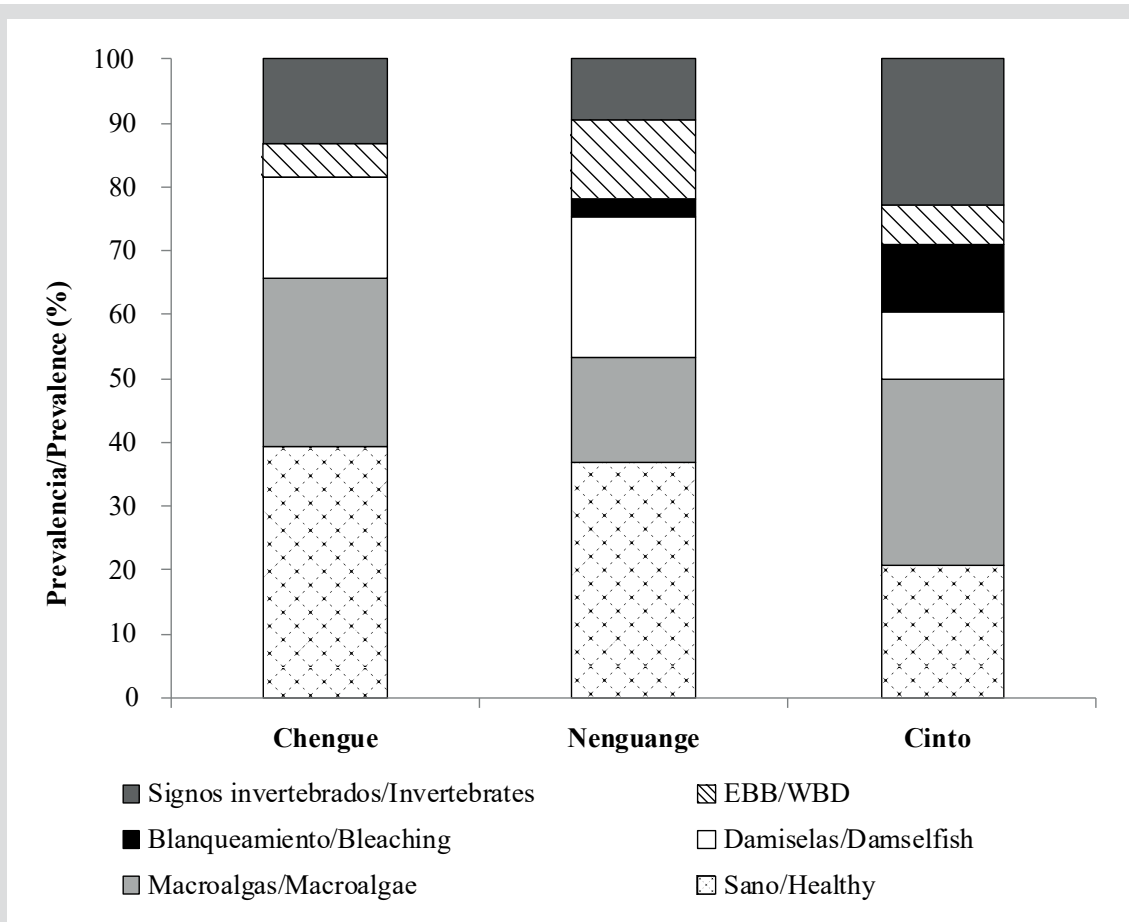 Prevalencia/Prevalence (%)
100
90
80
70
60
50
40
30
20
10
0
Chengue Nenguange Cinto
Signos invertebrados/Invertebrates EBB/WBD
Blanqueamiento/Bleaching Damiselas/Damselfish
Macroalgas/Macroalgae Sano/Healthy